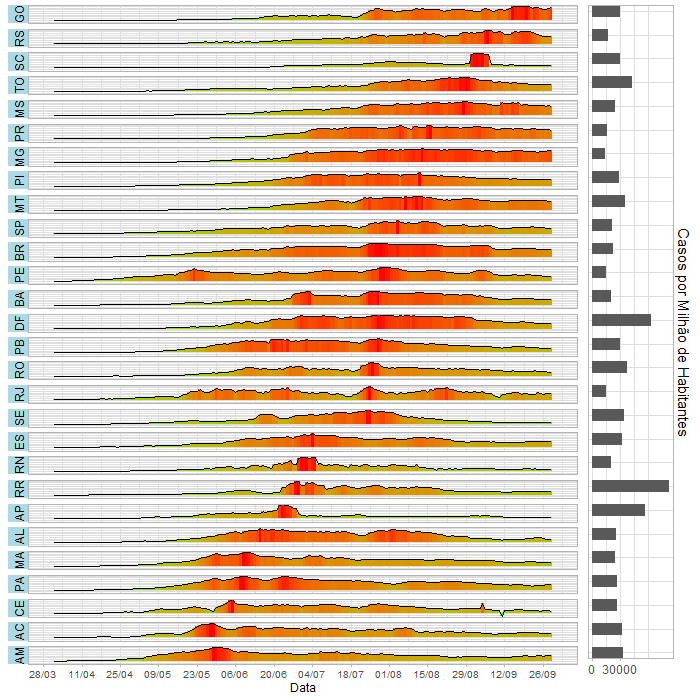 GO
RS
SC
TO
MS
PR
MG
PI
MT
SP
BR
PE
BA
DF
PB
RO
RJ
SE
ES
RN
RR
AP
AL
MA
PA
CE
AC
AM
28/03 11/04 25/04 09/05 23/05 06/06 20/06 04/07 18/07 01/08 15/08 29/08 12/09 26/09
Data
0 30000
Casos por Milhão de Habitantes